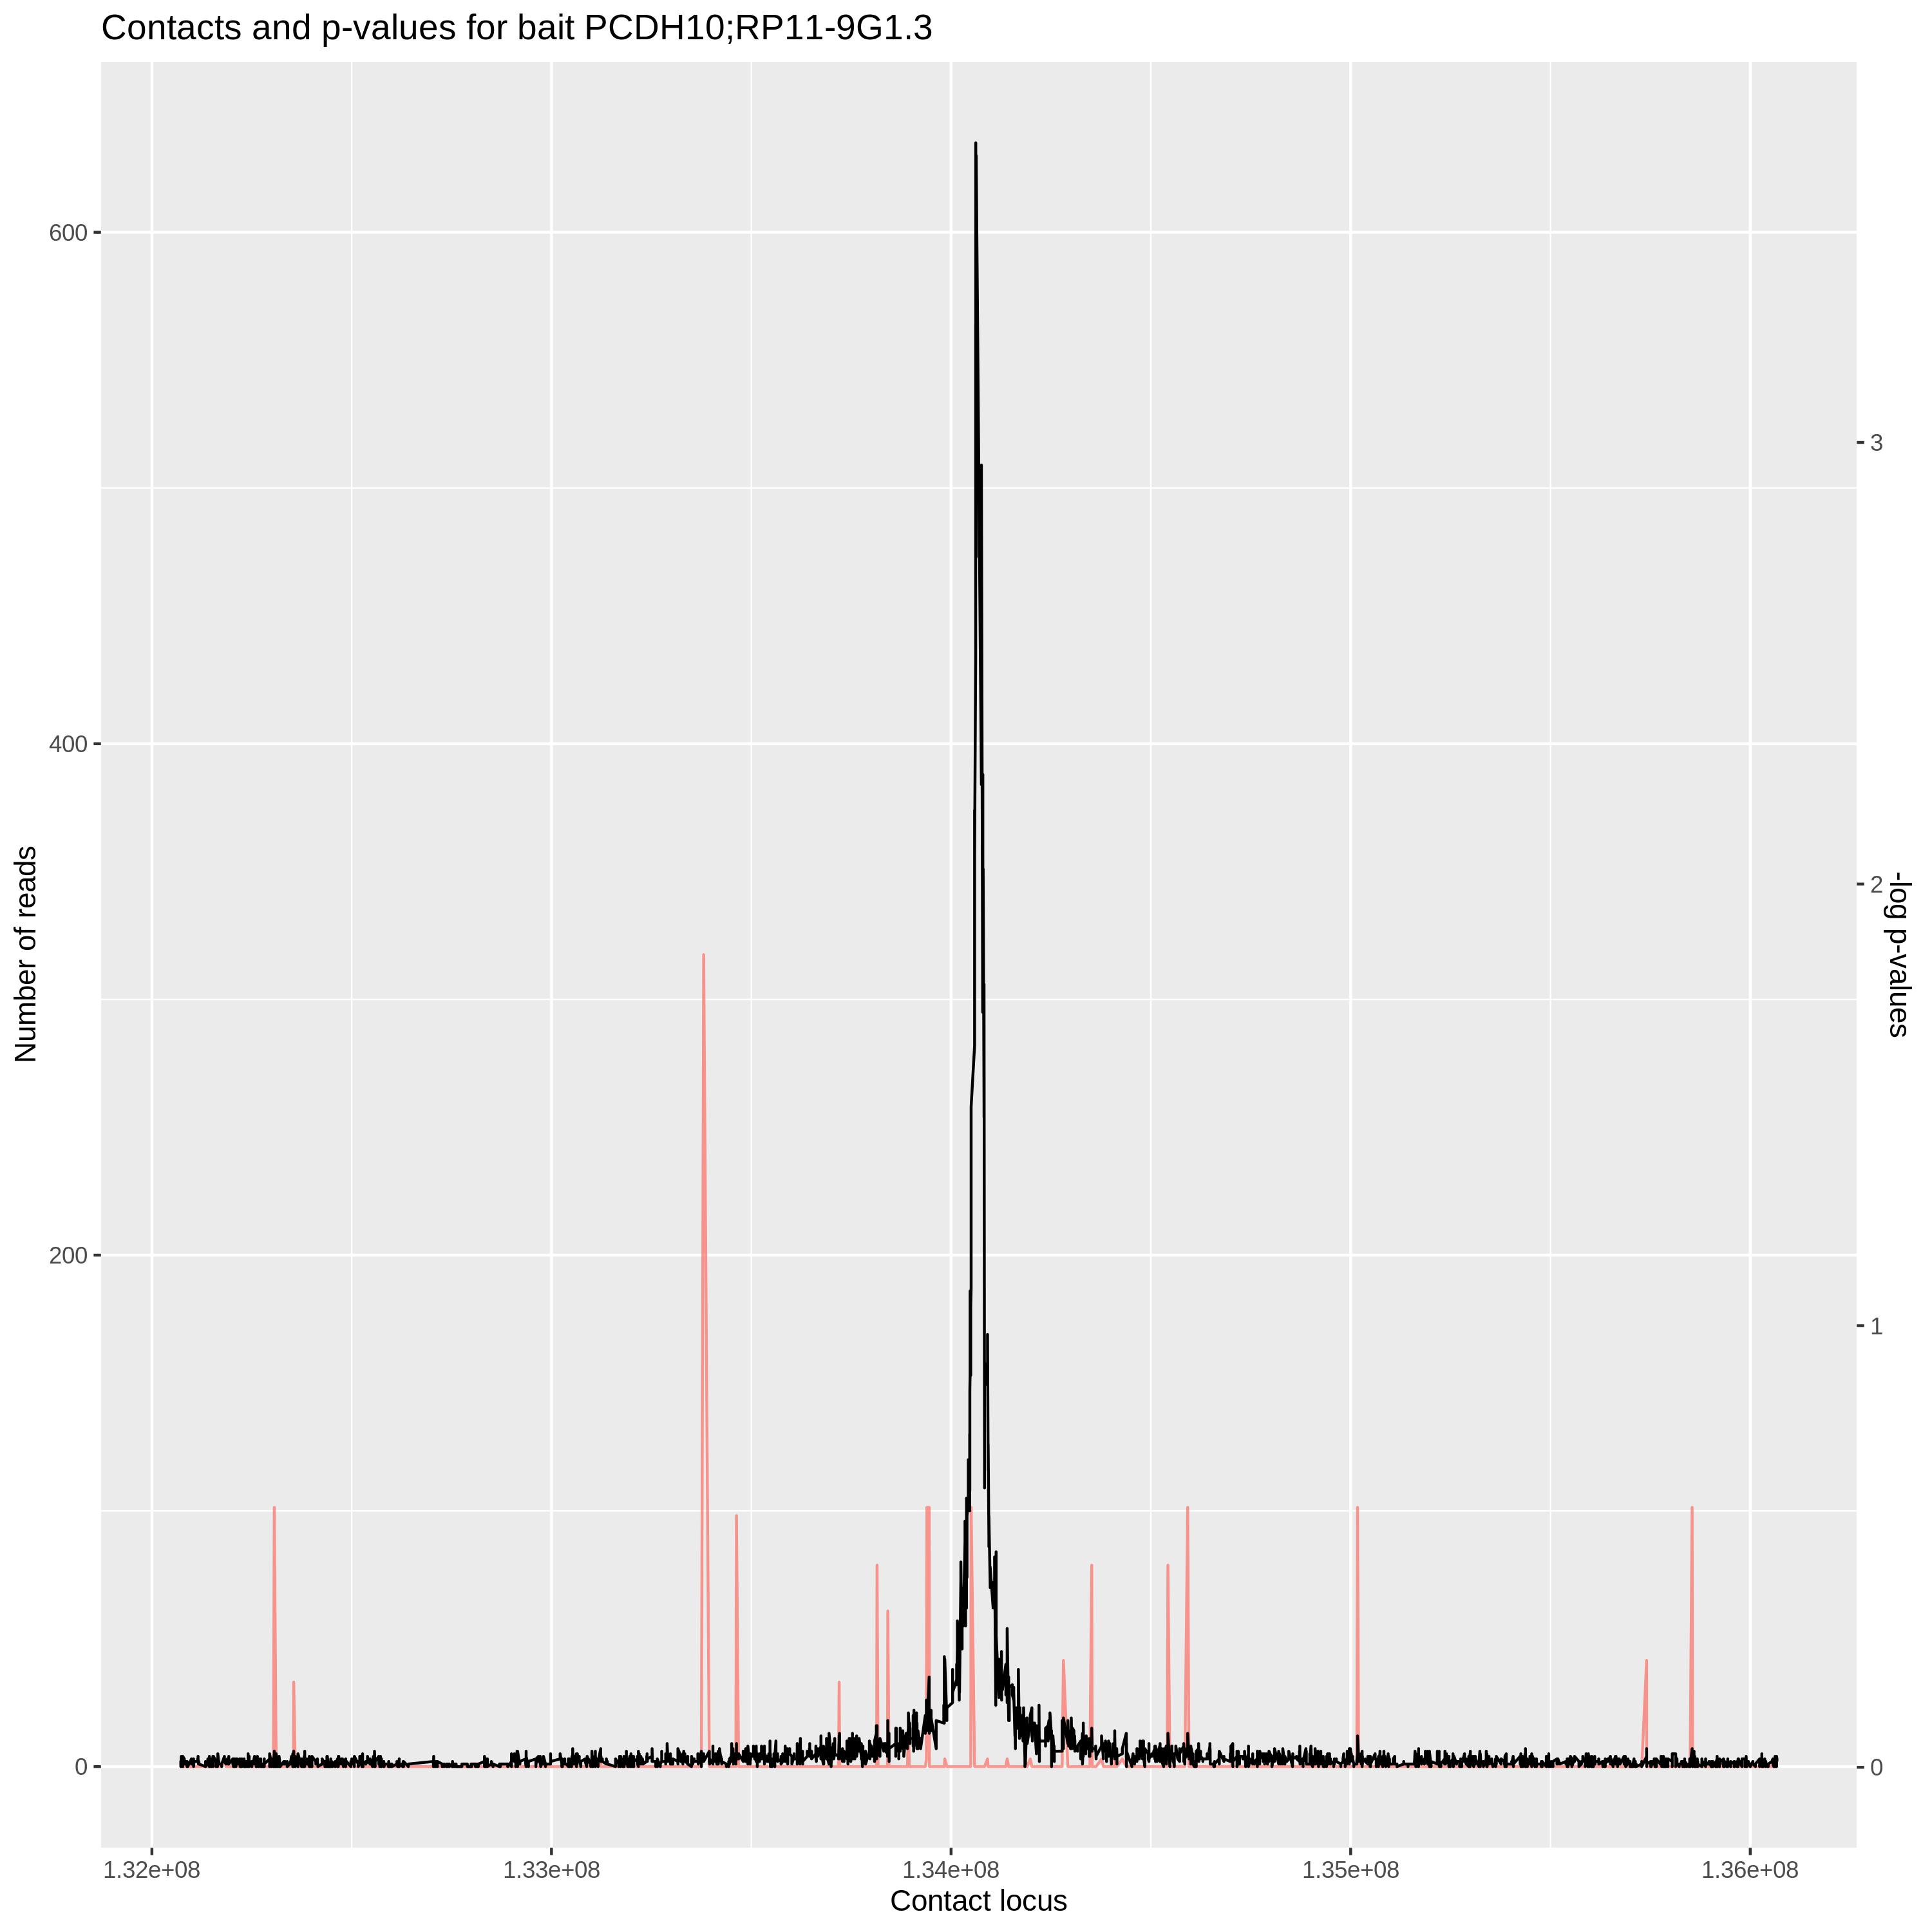 Contacts and p-values for bait PCDH10;RP11-9G1.3
600
400
200
0
Number of reads
3
2
1
0
-log p-values
1.32e+08
1.33e+08
1.34e+08
1.35e+08
1.36e+08
Contact locus